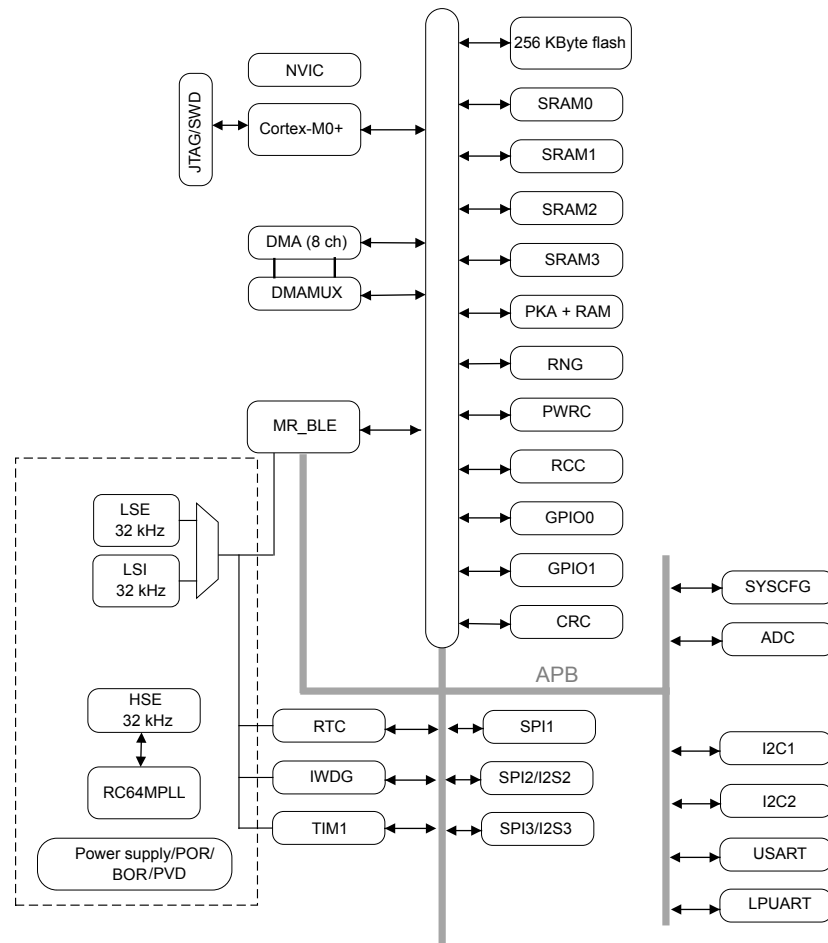 256 KByte flash
NVIC
JTAG/SWD
Cortex-M0+
SRAM0
SRAM1
SRAM2
DMA (8 ch)
SRAM3
DMAMUX
PKA + RAM
RNG
PWRC
MR_BLE
RCC
LSE
32 kHz
GPIO0
LSI
32 kHz
GPIO1
SYSCFG
CRC
ADC
APB
HSE
32 kHz
RTC
SPI1
I2C1
RC64MPLL
IWDG
SPI2/I2S2
I2C2
TIM1
SPI3/I2S3
Power supply/POR/
BOR/PVD
USART
LPUART